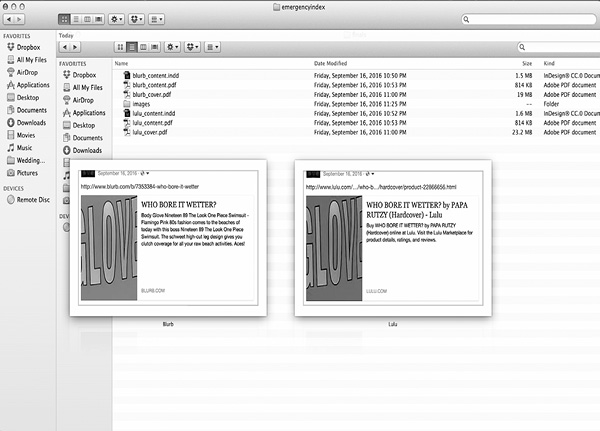 emergencyindex
FAVORITES
Dropbox
All My Files
AirDrop
Applications
Desktop
Documents
Downloads
Movies
Music
Wedding...
Pictures
DEVICES
Remote Disc
Today
FAVORITES
Dropbox
All My Files
AirDrop
Applications
Desktop
Documents
Downloads
Name Date Modified Size Kind
blurb_content.indd Friday, September 16, 2016 10:50 PM 1.5 MB InDesign® CC.0 Docum
blurb_content.pdf Friday, September 16, 2016 10:53 PM 814 KB Adobe PDF document
blurb_cover.pdf Friday, September 16, 2016 11:00 PM 19 MB Adobe PDF document
images Friday, September 16, 2016 11:25 PM -- Folder
lulu_content.indd Friday, September 16, 2016 10:52 PM 1.6 MB InDesign® CC.0 Docum
lulu_content.pdf Friday, September 16, 2016 10:53 PM 814 KB Adobe PDF document
lulu_cover.pdf Friday, September 16, 2016 11:00 PM 23.2 MB Adobe PDF document
September 16, 2016
http://www.blurb.com/b/7353384-who-bore-it-wetter
GLOVE
WHO BORE IT WETTER?
Body Glove Nineteen 89 The Look One Piece Swimsuit -
Flamingo Pink 80s fashion comes to the beaches of
today with this boss Nineteen 89 The Look One Piece
Swimsuit. The schweet high-cut leg design gives you
clutch coverage for all your raw beach activities. Aces!
BLURB.COM
Blurb
September 16, 2016
http://www.lulu.com/.../who-b.../hardcover/product-22866656.html
GLOVE
WHO BORE IT WETTER? by PAPA
RUTZY (Hardcover) - Lulu
Buy WHO BORE IT WETTER? by PAPA RUTZY
(Hardcover) online at Lulu. Visit the Lulu Marketplace for
product details, ratings, and reviews.
LULU.COM
Lulu